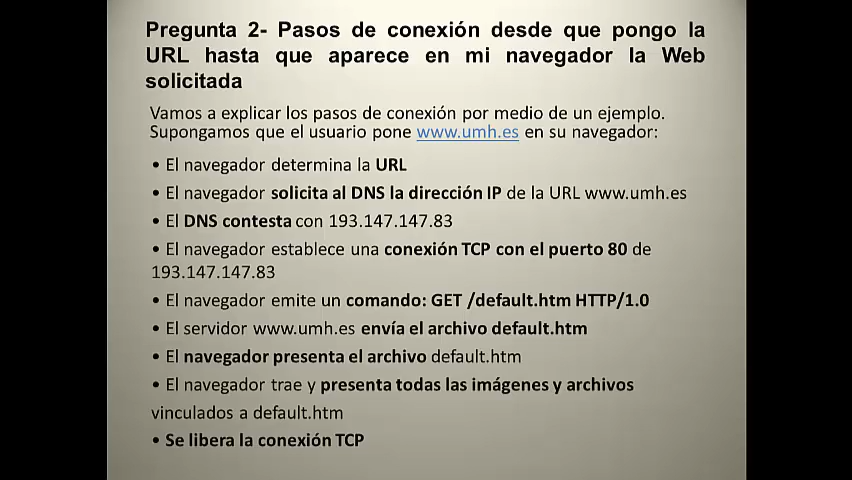 Pregunta 2- Pasos de conexión desde que pongo la
URL hasta que aparece en mi navegador la Web
solicitada
Vamos a explicar los pasos de conexión por medio de un ejemplo.
Supongamos que el usuario pone www.umh.es en su navegador:
• El navegador determina la URL
• El navegador solicita al DNS la dirección IP de la URL www.umh.es
• El DNS contesta con 193.147.147.83
• El navegador establece una conexión TCP con el puerto 80 de
193.147.147.83
• El navegador emite un comando: GET /default.htm HTTP/1.0
• El servidor www.umh.es envía el archivo default.htm
• El navegador presenta el archivo default.htm
• El navegador trae y presenta todas las imágenes y archivos
vinculados a default.htm
• Se libera la conexión TCP